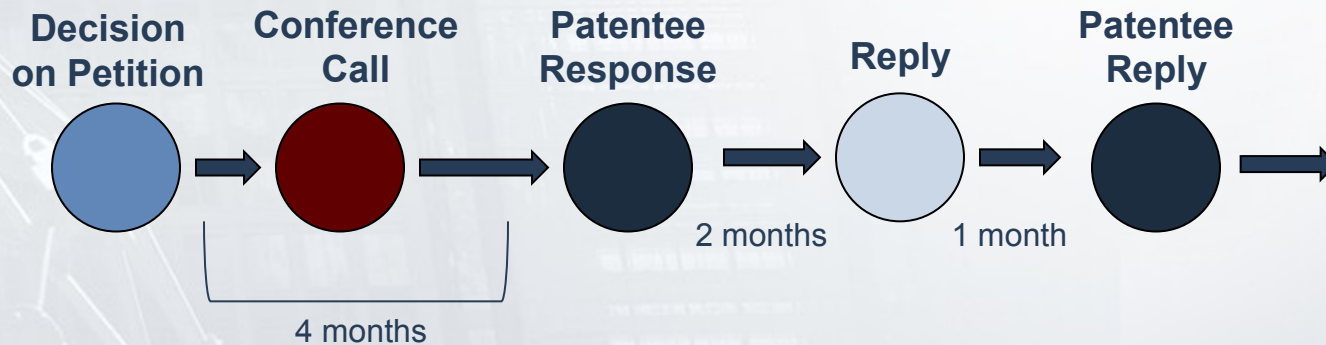 Decision
on Petition
Conference
Call
Patentee
Response
Reply
Patentee
Reply
2 months
1 month
4 months